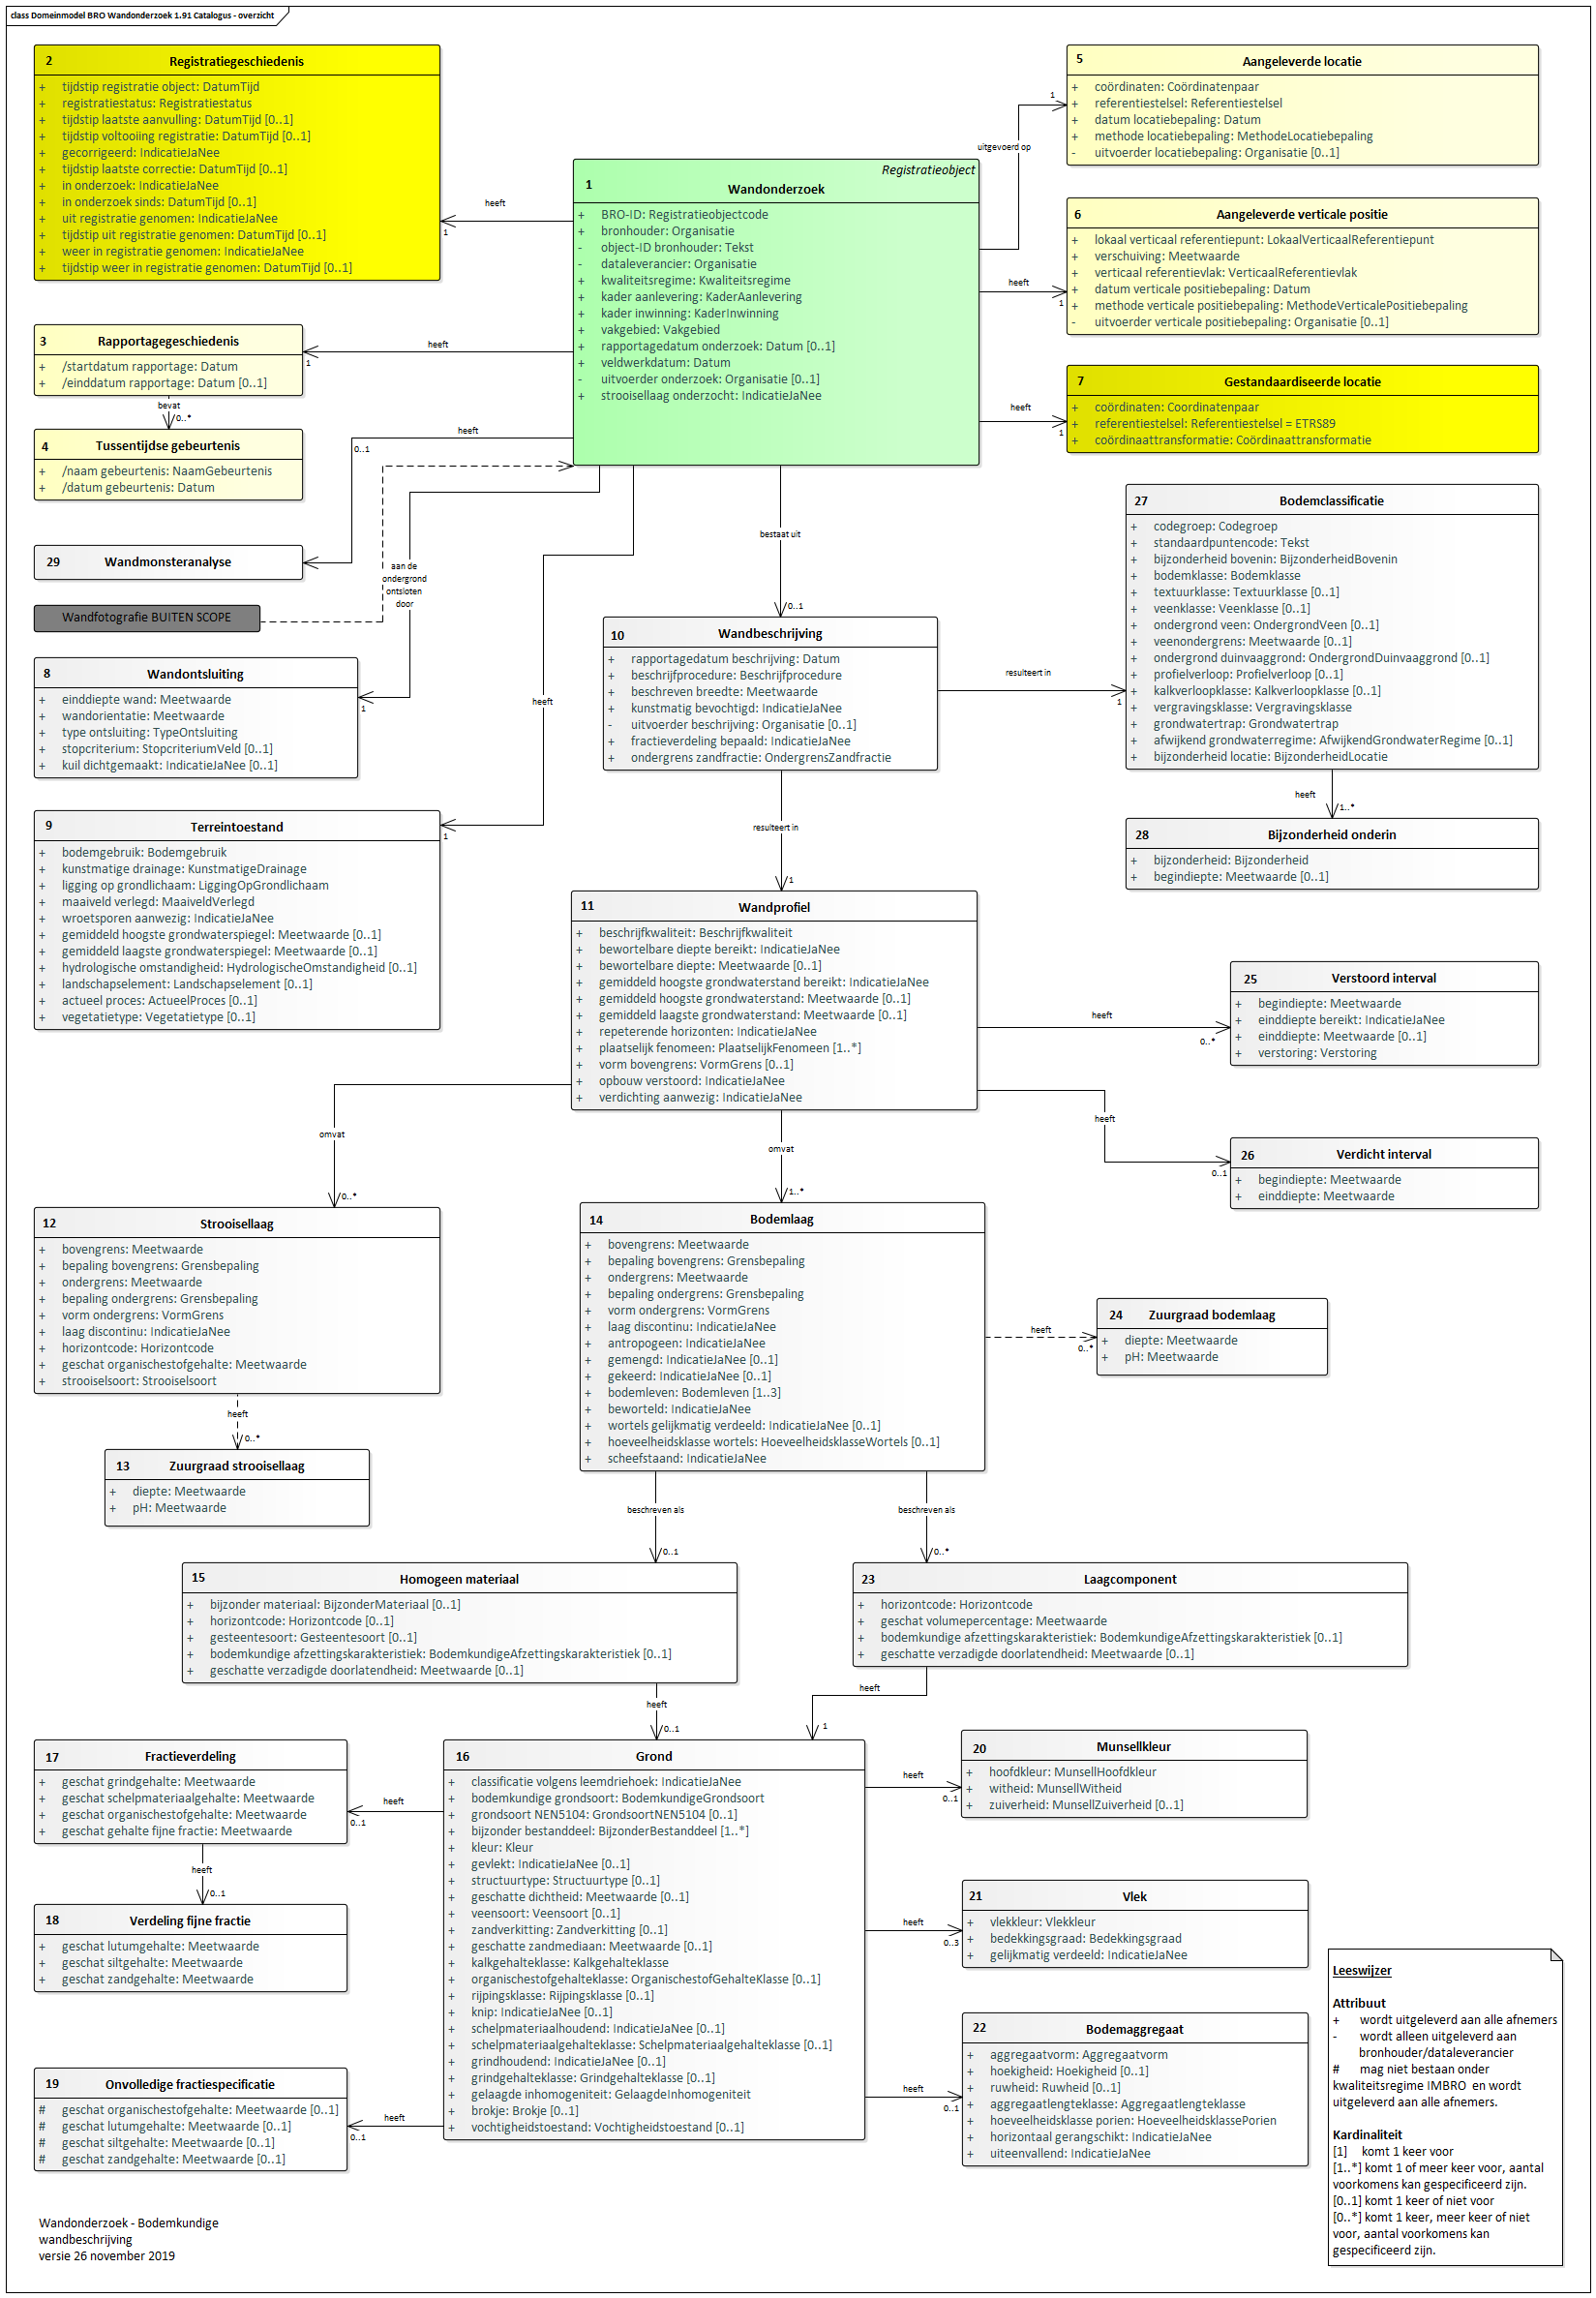 class Domeinmodel BRO Wandonderzoek 1.91 Catalogus - overzicht
2 Registratiegeschiedenis
+ tijdstip registratie object: DatumTijd
+ registratiestatus: Registratiestatus
+ tijdstip laatste aanvulling: DatumTijd [0..1]
+ tijdstip voltooiing registratie: DatumTijd [0..1]
+ gecorrigeerd: IndicatieJaNee
+ tijdstip laatste correctie: DatumTijd [0..1]
+ in onderzoek: IndicatieJaNee
+ in onderzoek sinds: DatumTijd [0..1]
+ uit registratie genomen: IndicatieJaNee
+ tijdstip uit registratie genomen: DatumTijd [0..1]
+ weer in registratie genomen: IndicatieJaNee
+ tijdstip weer in registratie genomen: DatumTijd [0..1]
heeft
1
Registratieobject
1 Wandonderzoek
+ BRO-ID: Registratieobjectcode
+ bronhouder: Organisatie
- object-ID bronhouder: Tekst
- dataleverancier: Organisatie
+ kwaliteitsregime: Kwaliteitsregime
+ kader aanlevering: KaderAanlevering
+ kader inwinning: KaderInwinning
+ vakgebied: Vakgebied
+ rapportagedatum onderzoek: Datum [0..1]
+ veldwerkdatum: Datum
- uitvoerder onderzoek: Organisatie [0..1]
+ strooisellaag onderzocht: IndicatieJaNee
uitgevoerd op
1
5 Aangeleverde locatie
+ coördinaten: Coördinatenpaar
+ referentiestelsel: Referentiestelsel
+ datum locatiebepaling: Datum
+ methode locatiebepaling: MethodeLocatiebepaling
- uitvoerder locatiebepaling: Organisatie [0..1]
heeft
1
6 Aangeleverde verticale positie
+ lokaal verticaal referentiepunt: LokaalVerticaalReferentiepunt
+ verschuiving: Meetwaarde
+ verticaal referentievlak: VerticaalReferentievlak
+ datum verticale positiebepaling: Datum
+ methode verticale positiebepaling: MethodeVerticalePositiebepaling
- uitvoerder verticale positiebepaling: Organisatie [0..1]
heeft
1
7 Gestandaardiseerde locatie
+ coördinaten: Coordinatenpaar
+ referentiestelsel: Referentiestelsel = ETRS89
+ coördinaattransformatie: Coördinaattransformatie
heeft
1
3 Rapportagegeschiedenis
+ /startdatum rapportage: Datum
+ /einddatum rapportage: Datum [0..1]
bevat
0..*
4 Tussentijdse gebeurtenis
+ /naam gebeurtenis: NaamGebeurtenis
+ /datum gebeurtenis: Datum
heeft
0..1
29 Wandmonsteranalyse
Wandfotografie BUITEN SCOPE
aan de
ondergrond
ontsloten
door
1
8 Wandontsluiting
+ einddiepte wand: Meetwaarde
+ wandorientatie: Meetwaarde
+ type ontsluiting: TypeOntsluiting
+ stopcriterium: StopcriteriumVeld [0..1]
+ kuil dichtgemaakt: IndicatieJaNee [0..1]
heeft
1
9 Terreintoestand
+ bodemgebruik: Bodemgebruik
+ kunstmatige drainage: KunstmatigeDrainage
+ ligging op grondlichaam: LiggingOpGrondlichaam
+ maaiveld verlegd: MaaiveldVerlegd
+ wroetsporen aanwezig: IndicatieJaNee
+ gemiddeld hoogste grondwaterspiegel: Meetwaarde [0..1]
+ gemiddeld laagste grondwaterspiegel: Meetwaarde [0..1]
+ hydrologische omstandigheid: HydrologischeOmstandigheid [0..1]
+ landschapselement: Landschapselement [0..1]
+ actueel proces: ActueelProces [0..1]
+ vegetatietype: Vegetatietype [0..1]
bestaat uit
0..1
10 Wandbeschrijving
+ rapportagedatum beschrijving: Datum
+ beschrijfprocedure: Beschrijfprocedure
+ beschreven breedte: Meetwaarde
+ kunstmatig bevochtigd: IndicatieJaNee
- uitvoerder beschrijving: Organisatie [0..1]
+ fractieverdeling bepaald: IndicatieJaNee
+ ondergrens zandfractie: OndergrensZandfractie
resulteert in
1
27 Bodemclassificatie
+ codegroep: Codegroep
+ standaardpuntencode: Tekst
+ bijzonderheid bovenin: BijzonderheidBovenin
+ bodemklasse: Bodemklasse
+ textuurklasse: Textuurklasse [0..1]
+ veenklasse: Veenklasse [0..1]
+ ondergrond veen: OndergrondVeen [0..1]
+ veenondergrens: Meetwaarde [0..1]
+ ondergrond duinvaaggrond: OndergrondDuinvaaggrond [0..1]
+ profielverloop: Profielverloop [0..1]
+ kalkverloopklasse: Kalkverloopklasse [0..1]
+ vergravingsklasse: Vergravingsklasse
+ grondwatertrap: Grondwatertrap
+ afwijkend grondwaterregime: AfwijkendGrondwaterRegime [0..1]
+ bijzonderheid locatie: BijzonderheidLocatie
heeft
1..*
28 Bijzonderheid onderin
+ bijzonderheid: Bijzonderheid
+ begindiepte: Meetwaarde [0..1]
resulteert in
1
11 Wandprofiel
+ beschrijfkwaliteit: Beschrijfkwaliteit
+ bewortelbare diepte bereikt: IndicatieJaNee
+ bewortelbare diepte: Meetwaarde [0..1]
+ gemiddeld hoogste grondwaterstand bereikt: IndicatieJaNee
+ gemiddeld hoogste grondwaterstand: Meetwaarde [0..1]
+ gemiddeld laagste grondwaterstand: Meetwaarde [0..1]
+ repeterende horizonten: IndicatieJaNee
+ plaatselijk fenomeen: PlaatselijkFenomeen [1..*]
+ vorm bovengrens: VormGrens [0..1]
+ opbouw verstoord: IndicatieJaNee
+ verdichting aanwezig: IndicatieJaNee
heeft
0..*
25 Verstoord interval
+ begindiepte: Meetwaarde
+ einddiepte bereikt: IndicatieJaNee
+ einddiepte: Meetwaarde [0..1]
+ verstoring: Verstoring
heeft
0..1
26 Verdicht interval
+ begindiepte: Meetwaarde
+ einddiepte: Meetwaarde
omvat
0..*
12 Strooisellaag
+ bovengrens: Meetwaarde
+ bepaling bovengrens: Grensbepaling
+ ondergrens: Meetwaarde
+ bepaling ondergrens: Grensbepaling
+ vorm ondergrens: VormGrens
+ laag discontinu: IndicatieJaNee
+ horizontcode: Horizontcode
+ geschat organischestofgehalte: Meetwaarde
+ strooiselsoort: Strooiselsoort
heeft
0..*
13 Zuurgraad strooisellaag
+ diepte: Meetwaarde
+ pH: Meetwaarde
omvat
1..*
14 Bodemlaag
+ bovengrens: Meetwaarde
+ bepaling bovengrens: Grensbepaling
+ ondergrens: Meetwaarde
+ bepaling ondergrens: Grensbepaling
+ vorm ondergrens: VormGrens
+ laag discontinu: IndicatieJaNee
+ antropogeen: IndicatieJaNee
+ gemengd: IndicatieJaNee [0..1]
+ gekeerd: IndicatieJaNee [0..1]
+ bodemleven: Bodemleven [1..3]
+ beworteld: IndicatieJaNee
+ wortels gelijkmatig verdeeld: IndicatieJaNee [0..1]
+ hoeveelheidsklasse wortels: HoeveelheidsklasseWortels [0..1]
+ scheefstaand: IndicatieJaNee
heeft
0..*
24 Zuurgraad bodemlaag
+ diepte: Meetwaarde
+ pH: Meetwaarde
beschreven als
0..1
beschreven als
0..*
15 Homogeen materiaal
+ bijzonder materiaal: BijzonderMateriaal [0..1]
+ horizontcode: Horizontcode [0..1]
+ gesteentesoort: Gesteentesoort [0..1]
+ bodemkundige afzettingskarakteristiek: BodemkundigeAfzettingskarakteristiek [0..1]
+ geschatte verzadigde doorlatendheid: Meetwaarde [0..1]
heeft
0..1
23 Laagcomponent
+ horizontcode: Horizontcode
+ geschat volumepercentage: Meetwaarde
+ bodemkundige afzettingskarakteristiek: BodemkundigeAfzettingskarakteristiek [0..1]
+ geschatte verzadigde doorlatendheid: Meetwaarde [0..1]
heeft
1
17 Fractieverdeling
+ geschat grindgehalte: Meetwaarde
+ geschat schelpmateriaalgehalte: Meetwaarde
+ geschat organischestofgehalte: Meetwaarde
+ geschat gehalte fijne fractie: Meetwaarde
heeft
0..1
heeft
0..1
18 Verdeling fijne fractie
+ geschat lutumgehalte: Meetwaarde
+ geschat siltgehalte: Meetwaarde
+ geschat zandgehalte: Meetwaarde
19 Onvolledige fractiespecificatie
# geschat organischestofgehalte: Meetwaarde [0..1]
# geschat lutumgehalte: Meetwaarde [0..1]
# geschat siltgehalte: Meetwaarde [0..1]
# geschat zandgehalte: Meetwaarde [0..1]
heeft
0..1
16 Grond
+ classificatie volgens leemdriehoek: IndicatieJaNee
+ bodemkundige grondsoort: BodemkundigeGrondsoort
+ grondsoort NEN5104: GrondsoortNEN5104 [0..1]
+ bijzonder bestanddeel: BijzonderBestanddeel [1..*]
+ kleur: Kleur
+ gevlekt: IndicatieJaNee [0..1]
+ structuurtype: Structuurtype [0..1]
+ geschatte dichtheid: Meetwaarde [0..1]
+ veensoort: Veensoort [0..1]
+ zandverkitting: Zandverkitting [0..1]
+ geschatte zandmediaan: Meetwaarde [0..1]
+ kalkgehalteklasse: Kalkgehalteklasse
+ organischestofgehalteklasse: OrganischestofGehalteKlasse [0..1]
+ rijpingsklasse: Rijpingsklasse [0..1]
+ knip: IndicatieJaNee [0..1]
+ schelpmateriaalhoudend: IndicatieJaNee [0..1]
+ schelpmateriaalgehalteklasse: Schelpmateriaalgehalteklasse [0..1]
+ grindhoudend: IndicatieJaNee [0..1]
+ grindgehalteklasse: Grindgehalteklasse [0..1]
+ gelaagde inhomogeniteit: GelaagdeInhomogeniteit
+ brokje: Brokje [0..1]
+ vochtigheidstoestand: Vochtigheidstoestand [0..1]
heeft
0..1
20 Munsellkleur
+ hoofdkleur: MunsellHoofdkleur
+ witheid: MunsellWitheid
+ zuiverheid: MunsellZuiverheid [0..1]
heeft
0..3
21 Vlek
+ vlekkleur: Vlekkleur
+ bedekkingsgraad: Bedekkingsgraad
+ gelijkmatig verdeeld: IndicatieJaNee
heeft
0..1
22 Bodemaggregaat
+ aggregaatvorm: Aggregaatvorm
+ hoekigheid: Hoekigheid [0..1]
+ ruwheid: Ruwheid [0..1]
+ aggregaatlengteklasse: Aggregaatlengteklasse
+ hoeveelheidsklasse porien: HoeveelheidsklassePorien
+ horizontaal gerangschikt: IndicatieJaNee
+ uiteenvallend: IndicatieJaNee
Leeswijzer
Attribuut
+ wordt uitgeleverd aan alle afnemers
- wordt alleen uitgeleverd aan
bronhouder/dataleverancier
# mag niet bestaan onder
kwaliteitsregime IMBRO en wordt
uitgeleverd aan alle afnemers.
Kardinaliteit
[1] komt 1 keer voor
[1..*] komt 1 of meer keer voor, aantal
voorkomens kan gespecificeerd zijn.
[0..1] komt 1 keer of niet voor
[0..*] komt 1 keer, meer keer of niet
voor, aantal voorkomens kan
gespecificeerd zijn.
Wandonderzoek - Bodemkundige
wandbeschrijving
versie 26 november 2019